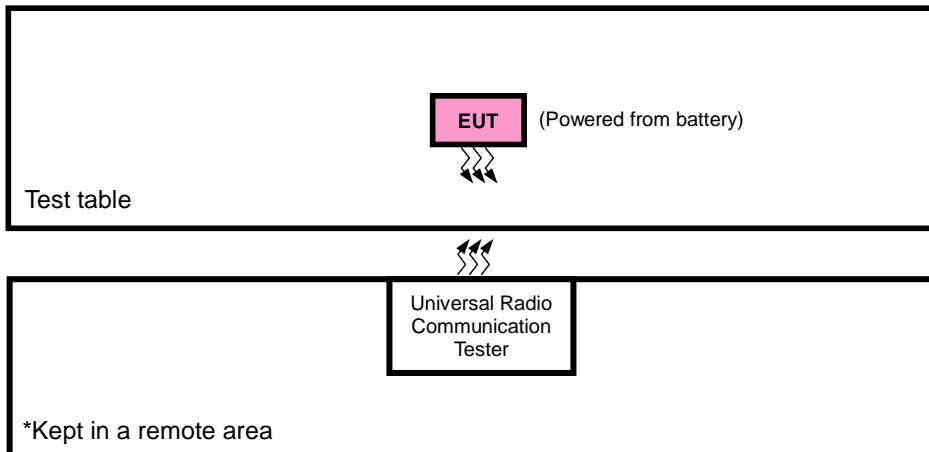 EUT (Powered from battery)
Test table
Universal Radio
Communication
Tester
*Kept in a remote area